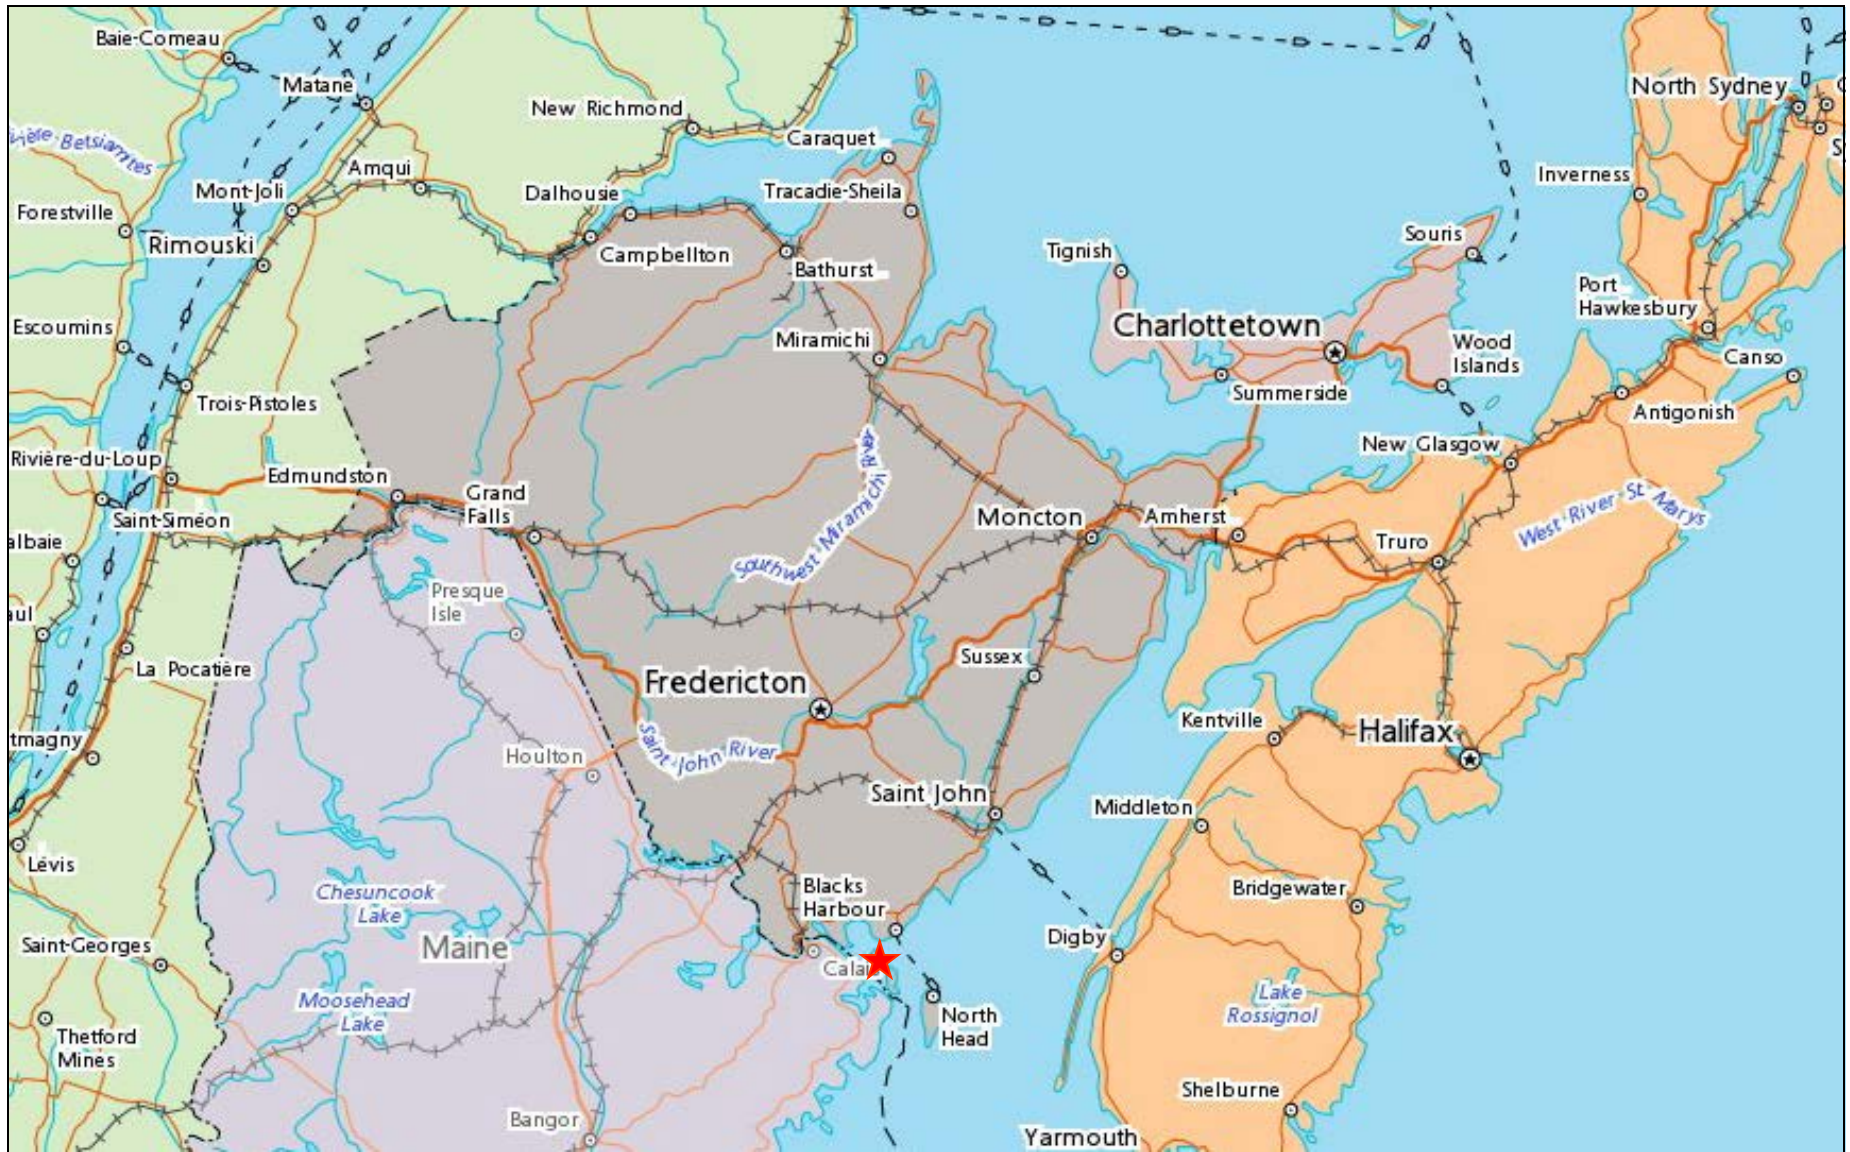 Baie-Comeau
Matane
New Richmond
Caraquet
North Sydney
Betsiamites
Amqui
Mont-Joli
Dalhousie
Tracadie-Sheila
Inverness
Forestville
Rimouski
Campbellton
Bathurst
Tignish
Souris
Port
Hawkesbury
Escoumins
Miramichi
Charlottetown
Wood
Islands
Canso
Trois-Pistoles
Summerside
Antigonish
Rivière-du-Loup
Edmundston
New Glasgow
Grand
Falls
Saint-Siméon
Southwest Miramichi River
Moncton
Amherst
West River St Marys
albaie
Truro
Presque
Isle
aul
La Pocatière
Fredericton
Sussex
Saint John River
Kentville
Halifax
tmagny
Houlton
Saint John
Middleton
Lévis
Chesuncook
Lake
Blacks
Harbour
Bridgewater
Saint-Georges
Maine
Digby
Calai
Moosehead
Lake
Lake
Rossignol
North
Head
Thetford
Mines
Bangor
Shelburne
Yarmouth